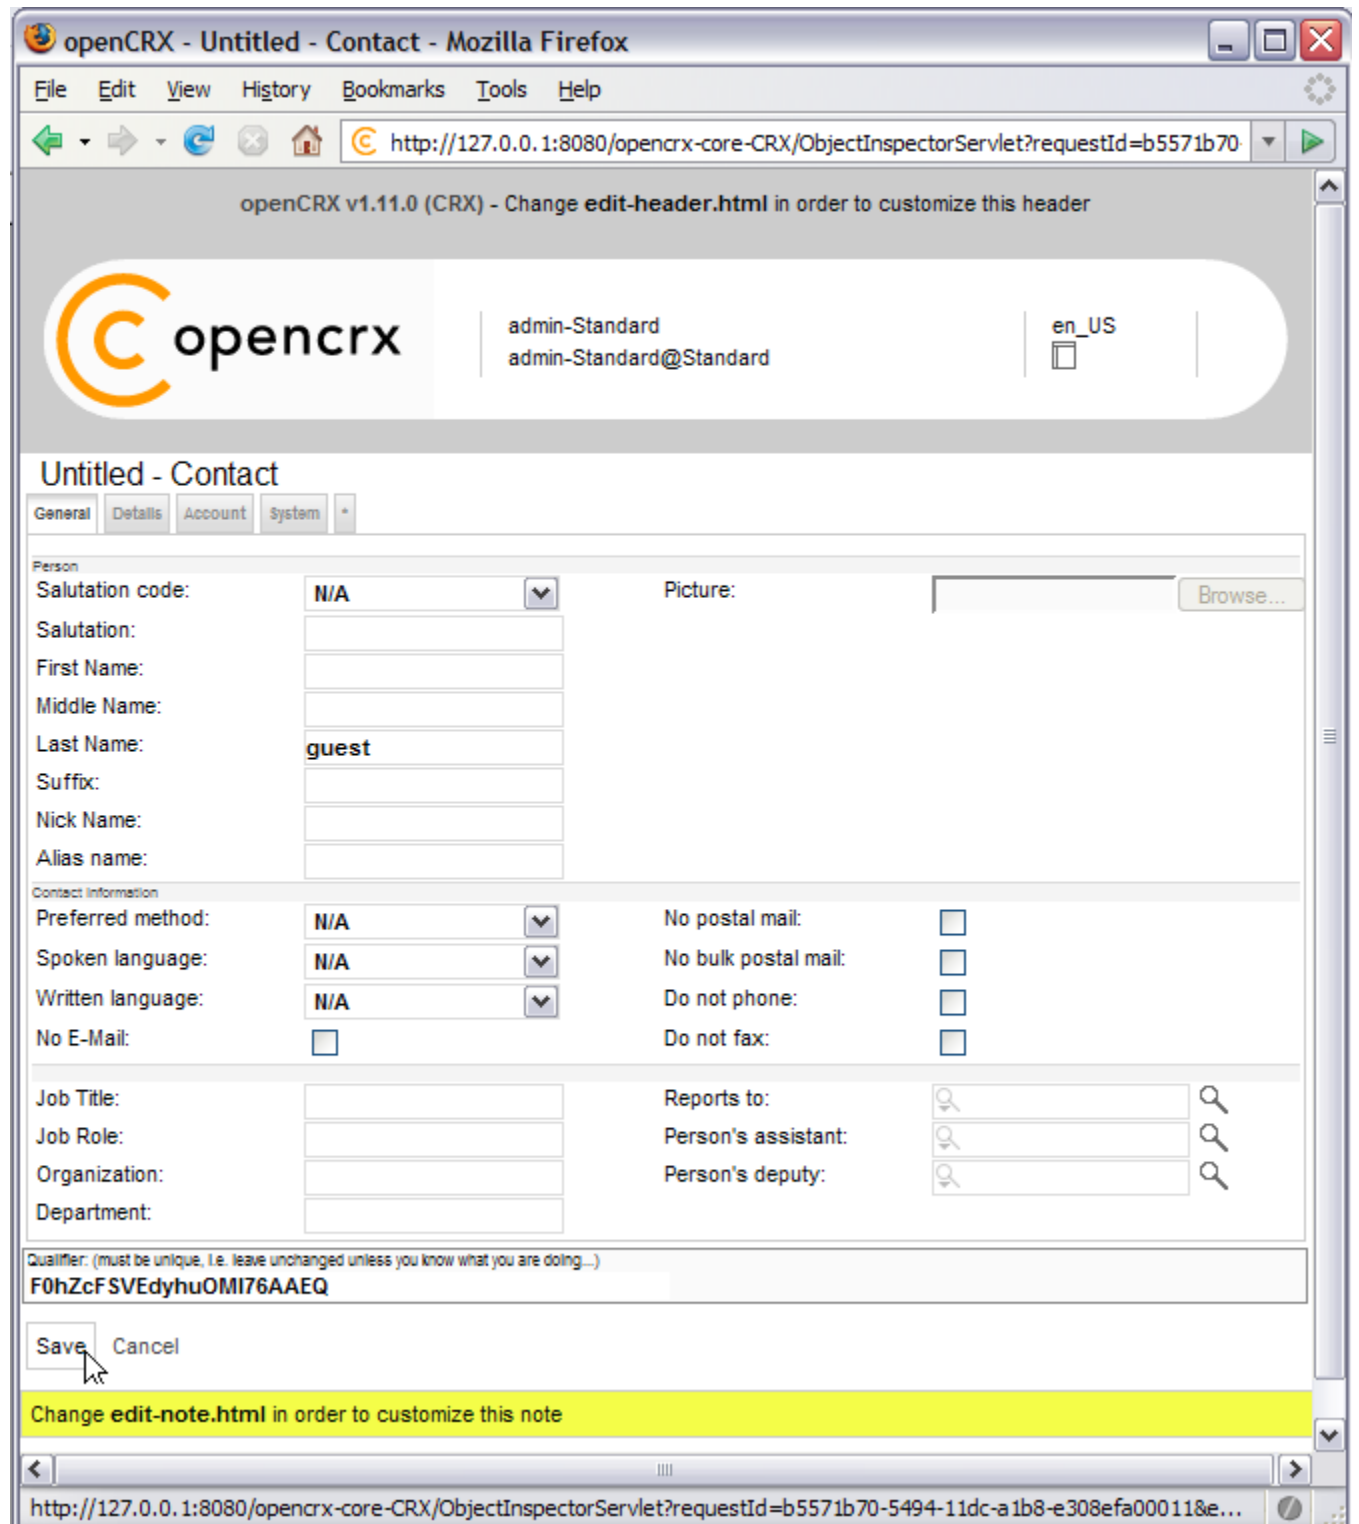 openCRX - Untitled - Contact - Mozilla Firefox
File Edit View History Bookmarks Tools Help
http://127.0.0.1:8080/opencrx-core-CRX/ObjectInspectorServlet?requestId=b5571b70-
openCRX v1.11.0 (CRX) - Change edit-header.html in order to customize this header
opencrx
admin-Standard
admin-Standard@Standard
en_US
Untitled - Contact
General Details Account System *
Person
Salutation code: N/A Picture: Browse...
Salutation:
First Name:
Middle Name:
Last Name: guest
Suffix:
Nick Name:
Alias name:
Contact Information
Preferred method: N/A No postal mail:
Spoken language: N/A No bulk postal mail:
Written language: N/A Do not phone:
No E-Mail: Do not fax:
Job Title: Reports to:
Job Role: Person's assistant:
Organization: Person's deputy:
Department:
Qualifier: (must be unique, i.e. leave unchanged unless you know what you are doing...)
F0hZcFSVEdyhuOMI76AAEQ
Save Cancel
Change edit-note.html in order to customize this note
http://127.0.0.1:8080/opencrx-core-CRX/ObjectInspectorServlet?requestId=b5571b70-5494-11dc-a1b8-e308efa00011&e...